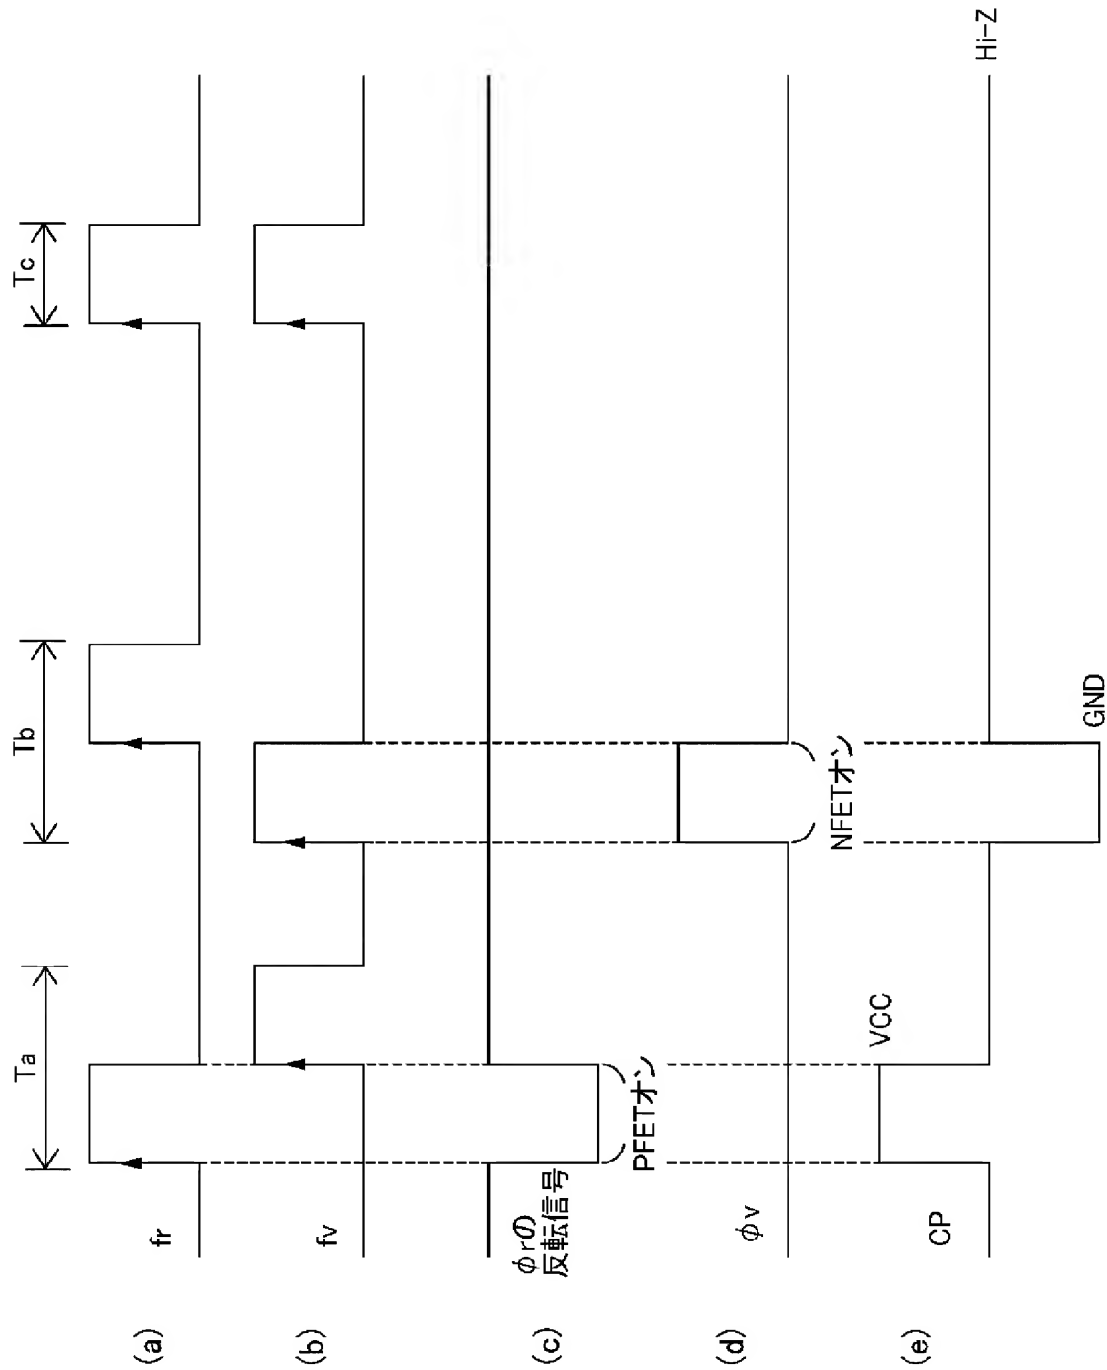 Ta
Tb
Tc
(a)
fr
(b)
fv
(c)
φrの
反転信号
PFETオン
(d)
φv
NFETオン
(e)
CP
VCC
GND
Hi-Z